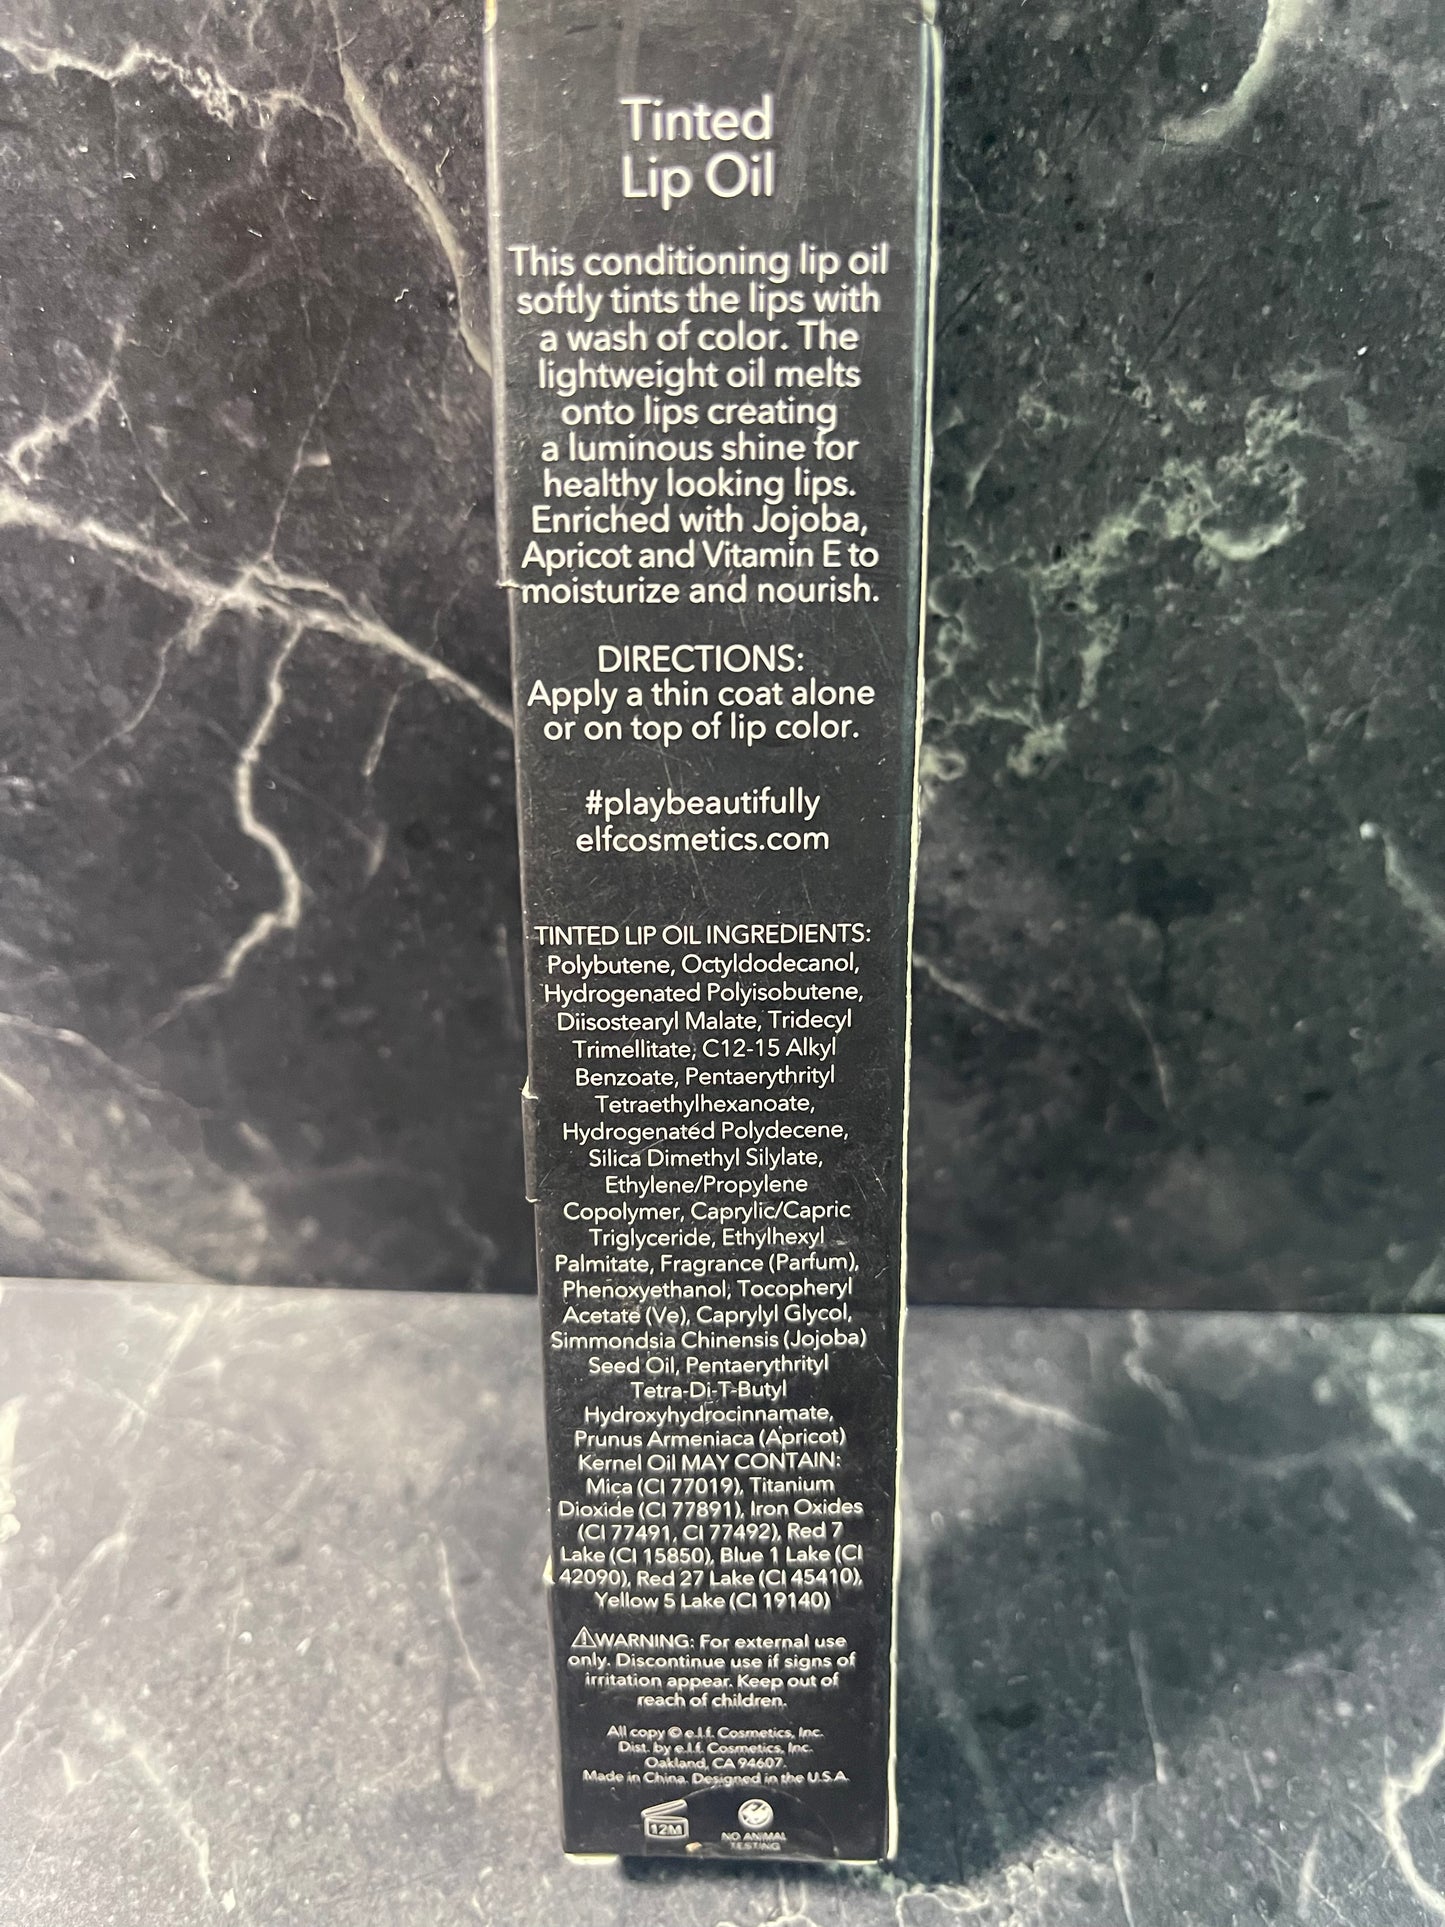 Tinted
Lip Oil
This conditioning lip oil
softly tints the lips with
a wash of color. The
lightweight oil melts
onto lips creating
a luminous shine for
healthy looking lips.
Enriched with Jojoba,
Apricot and Vitamin E to
moisturize and nourish.
DIRECTIONS:
Apply a thin coat alone
or on top of lip color.
#playbeautifully
elfcosmetics.com
TINTED LIP OIL INGREDIENTS:
Polybutene, Octyldodecanol,
Hydrogenated Polyisobutene,
Diisostearyl Malate, Tridecyl
Trimellitate, C12-15 Alkyl
Benzoate, Pentaerythrityl
Tetraethylhexanoate,
Hydrogenated Polydecene,
Silica Dimethyl Silylate,
Ethylene/Propylene
Copolymer, Caprylic/Capric
Triglyceride, Ethylhexyl
Palmitate, Fragrance (Parfum),
Phenoxyethanol, Tocopheryl
Acetate (Ve), Caprylyl Glycol,
Simmondsia Chinensis (Jojoba)
Seed Oil, Pentaerythrityl
Tetra-Di-T-Butyl
Hydroxyhydrocinnamate,
Prunus Armeniaca (Apricot)
Kernel Oil MAY CONTAIN:
Mica (CI 77019), Titanium
Dioxide (CI 77891), Iron Oxides
(CI 77491, CI 77492), Red 7
Lake (CI 15850), Blue 1 Lake (CI
42090), Red 27 Lake (CI 45410),
Yellow 5 Lake (CI 19140)
⚠WARNING: For external use
only. Discontinue use if signs of
irritation appear. Keep out of
reach of children.
All copy © e.l.f. Cosmetics, Inc.
Dist. by e.l.f. Cosmetics, Inc.
Oakland, CA 94607.
Made in China. Designed in the U.S.A.
12M
NO ANIMAL
TESTING